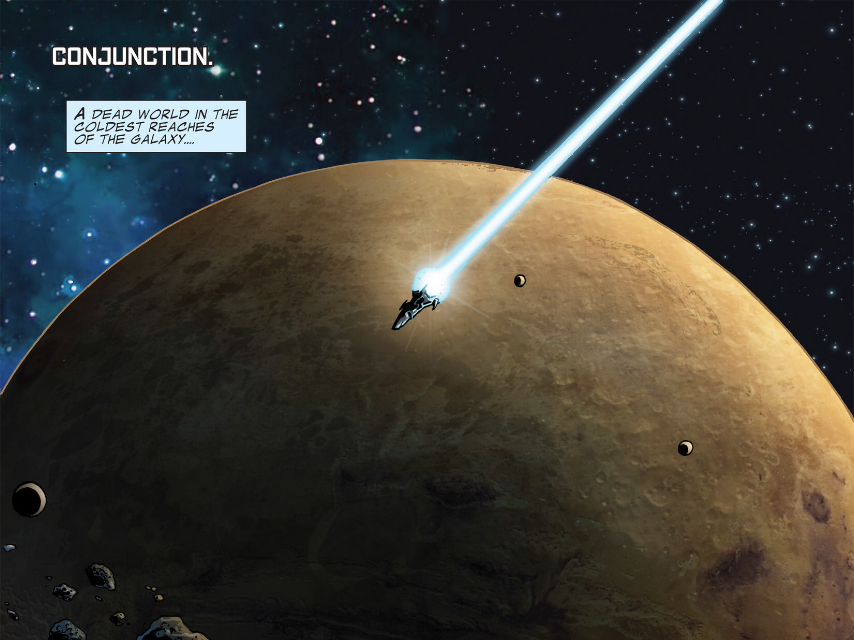 CONJUNCTION.
A DEAD WORLD IN THE
COLDEST REACHES
OF THE GALAXY....